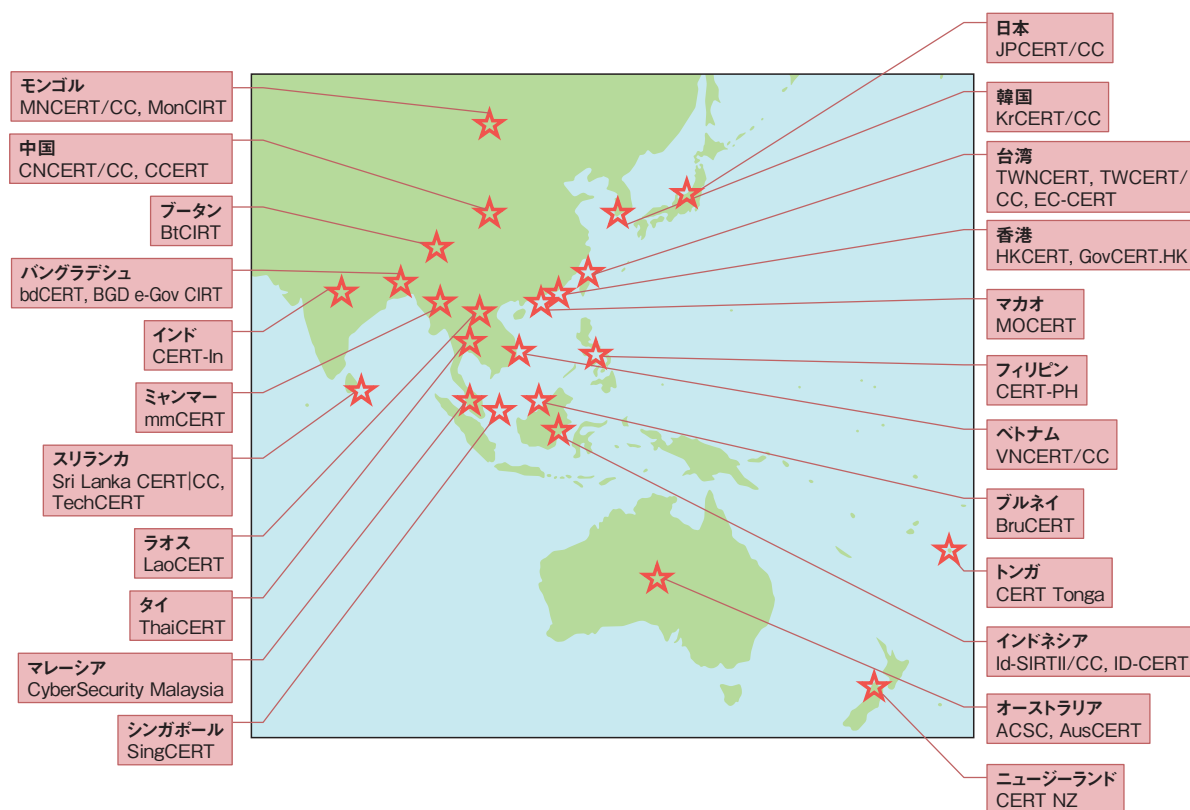 モンゴル
MNCERT/CC, MonCIRT
中国
CNCERT/CC, CCERT
ブータン
BtCIRT
バングラデシュ
bdCERT, BGD e-Gov CIRT
インド
CERT-In
ミャンマー
mmCERT
スリランカ
Sri Lanka CERT|CC,
TechCERT
ラオス
LaoCERT
タイ
ThaiCERT
マレーシア
CyberSecurity Malaysia
シンガポール
SingCERT
日本
JPCERT/CC
韓国
KrCERT/CC
台湾
TWNCERT, TWCERT/
CC, EC-CERT
香港
HKCERT, GovCERT.HK
マカオ
MOCERT
フィリピン
CERT-PH
ベトナム
VNCERT/CC
ブルネイ
BruCERT
トンガ
CERT Tonga
インドネシア
Id-SIRTII/CC, ID-CERT
オーストラリア
ACSC, AusCERT
ニュージーランド
CERT NZ